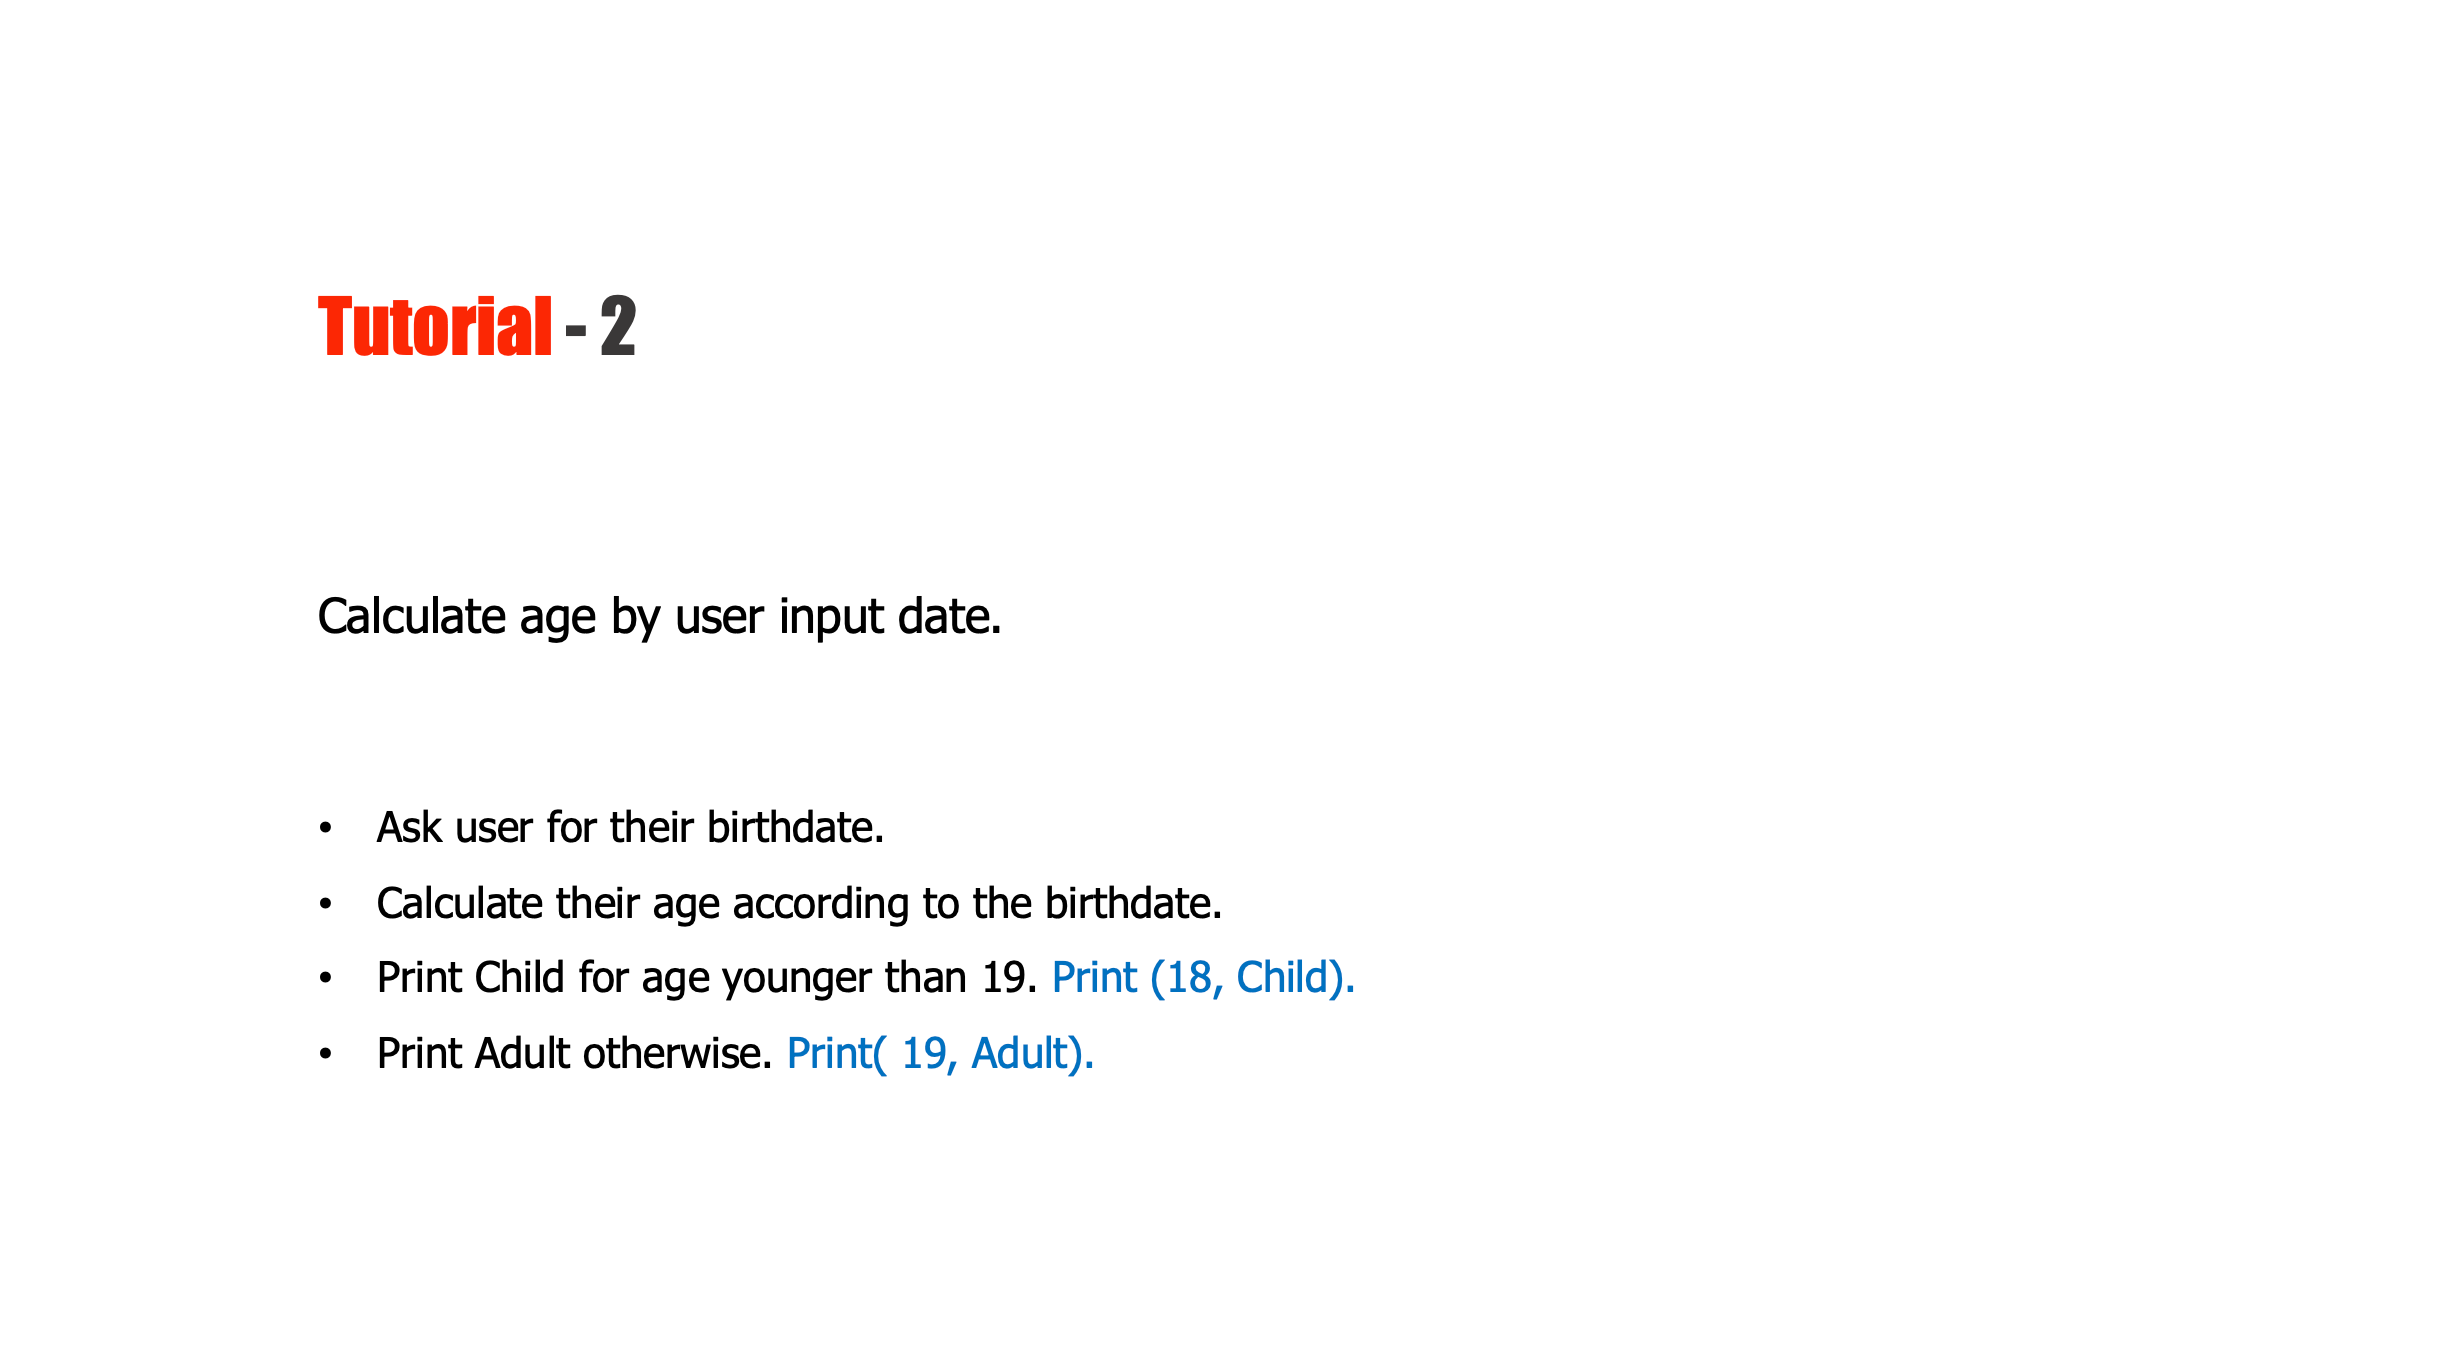 Tutorial - 2
Calculate age by user input date.
• Ask user for their birthdate.
• Calculate their age according to the birthdate.
• Print Child for age younger than 19. Print (18, Child).
• Print Adult otherwise. Print( 19, Adult).